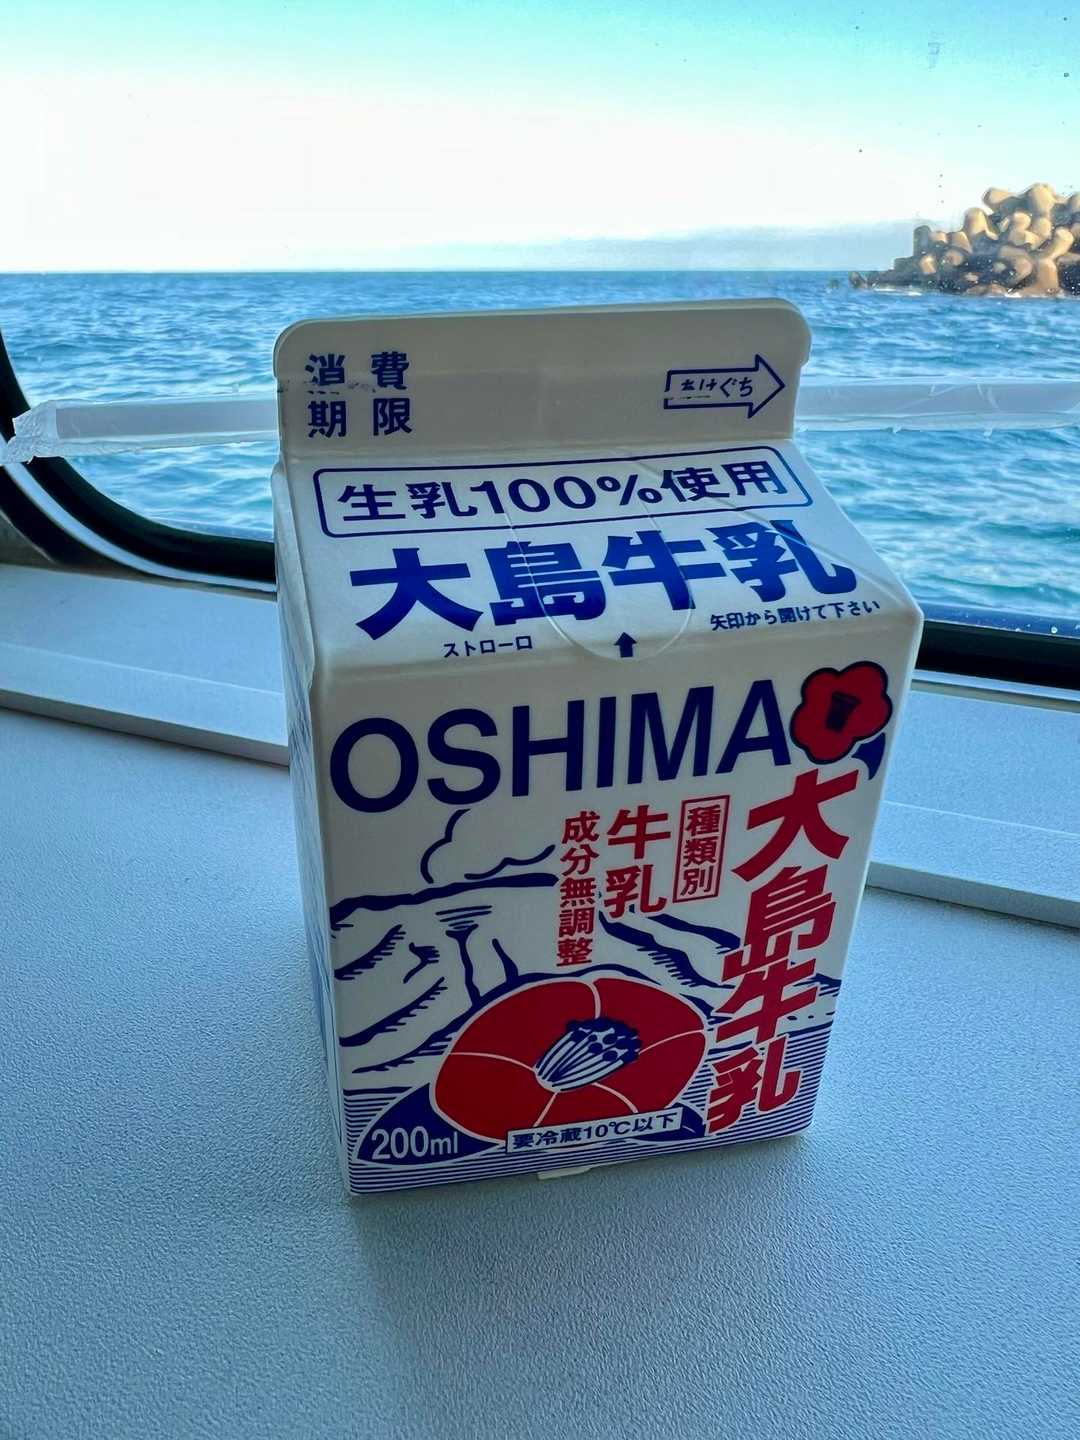 消費
期限
あけぐち
生乳100%使用
大島牛乳
ストロー口
矢印から開けて下さい
OSHIMA
大島牛乳
種類別
牛乳
成分無調整
200ml
要冷蔵10℃以下